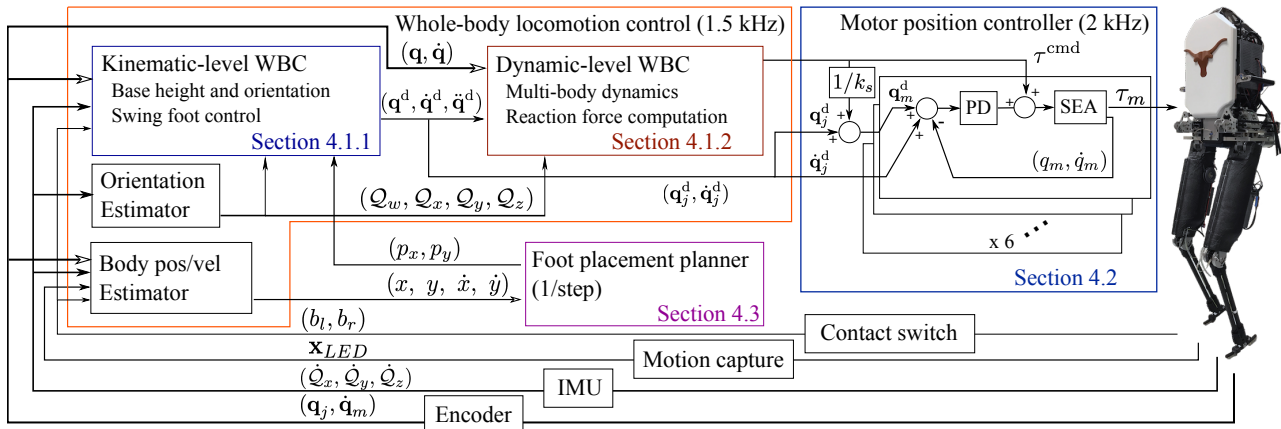 Whole-body locomotion control (1.5 kHz)
Motor position controller (2 kHz)
Kinematic-level WBC
Base height and orientation
Swing foot control
Section 4.1.1
(q, q̇)
(q^d, q̇^d, q̈^d)
Dynamic-level WBC
Multi-body dynamics
Reaction force computation
Section 4.1.2
τ^cmd
1/k_s
q_j^d
+
+
q̇_j^d
q_m^d
+
+
-
PD
+
+
SEA
τ_m
(q_m, q̇_m)
(q_j^d, q̇_j^d)
x 6
Section 4.2
Orientation
Estimator
(𝒬_w, 𝒬_x, 𝒬_y, 𝒬_z)
Body pos/vel
Estimator
(p_x, p_y)
(x, y, ẋ, ẏ)
Foot placement planner
(1/step)
Section 4.3
(b_l, b_r)
Contact switch
x_LED
Motion capture
(𝒬̇_x, 𝒬̇_y, 𝒬̇_z)
IMU
(q_j, q̇_m)
Encoder